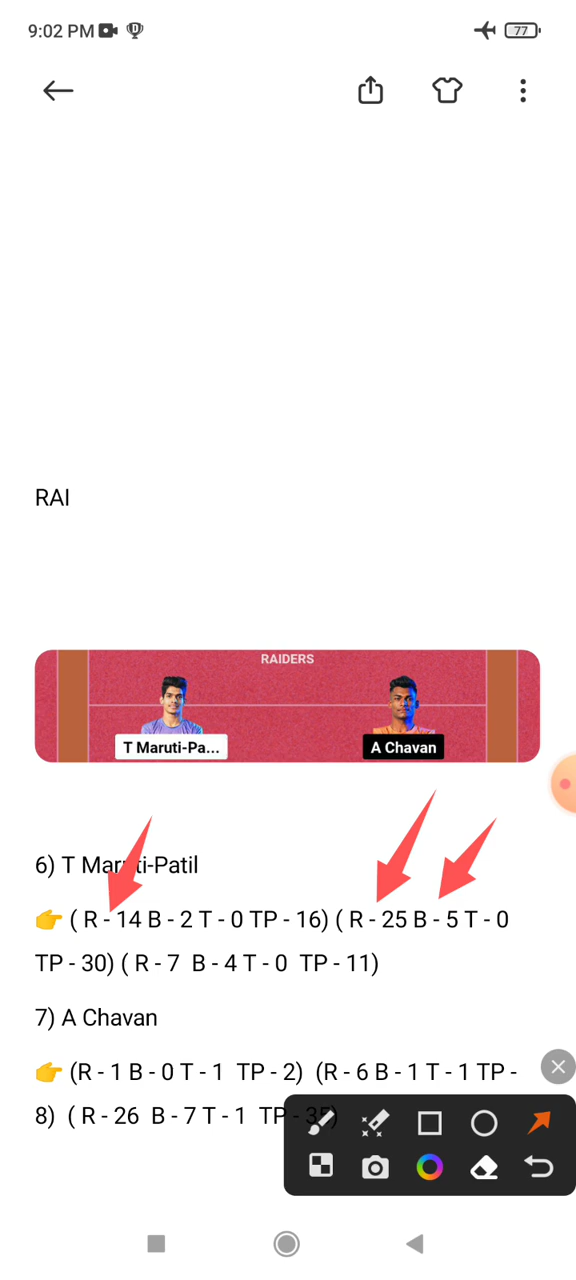 9:02 PM
77
RAI
RAIDERS
T Maruti-Pa...
A Chavan
6) T Maruti-Patil
👉 ( R - 14 B - 2 T - 0 TP - 16) ( R - 25 B - 5 T - 0
TP - 30) ( R - 7 B - 4 T - 0 TP - 11)
7) A Chavan
👉 (R - 1 B - 0 T - 1 TP - 2) (R - 6 B - 1 T - 1 TP -
8) ( R - 26 B - 7 T - 1 TP - 35)